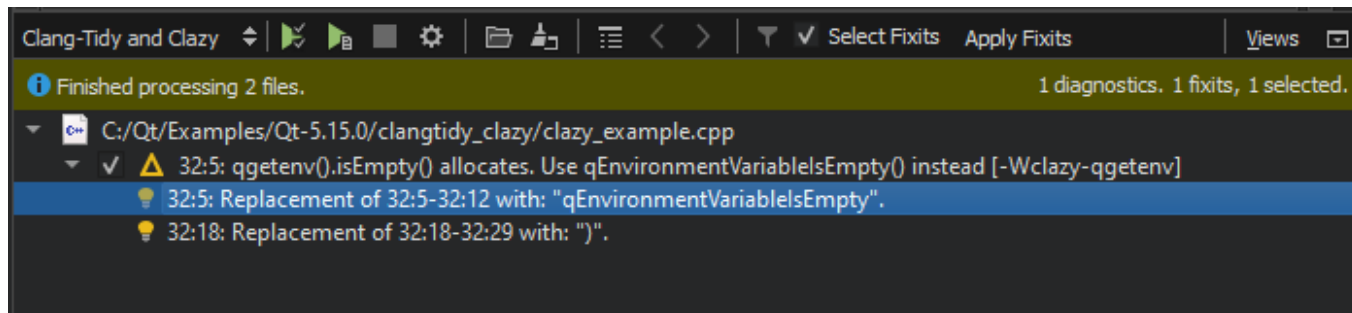 Clang-Tidy and Clazy Select Fixits Apply Fixits Views
Finished processing 2 files. 1 diagnostics. 1 fixits, 1 selected.
C++ C:/Qt/Examples/Qt-5.15.0/clangtidy_clazy/clazy_example.cpp
32:5: qgetenv().isEmpty() allocates. Use qEnvironmentVariableIsEmpty() instead [-Wclazy-qgetenv]
32:5: Replacement of 32:5-32:12 with: "qEnvironmentVariableIsEmpty".
32:18: Replacement of 32:18-32:29 with: ")".